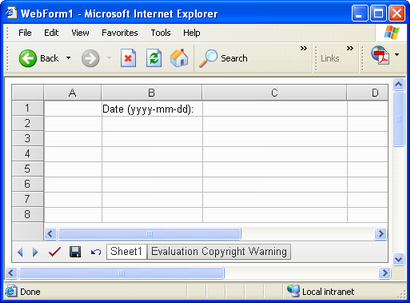 WebForm1 - Microsoft Internet Explorer
File Edit View Favorites Tools Help
Back Search » Links »
A B C D
1 Date (yyyy-mm-dd):
2
3
4
5
6
7
8
Sheet1 Evaluation Copyright Warning
Done Local intranet